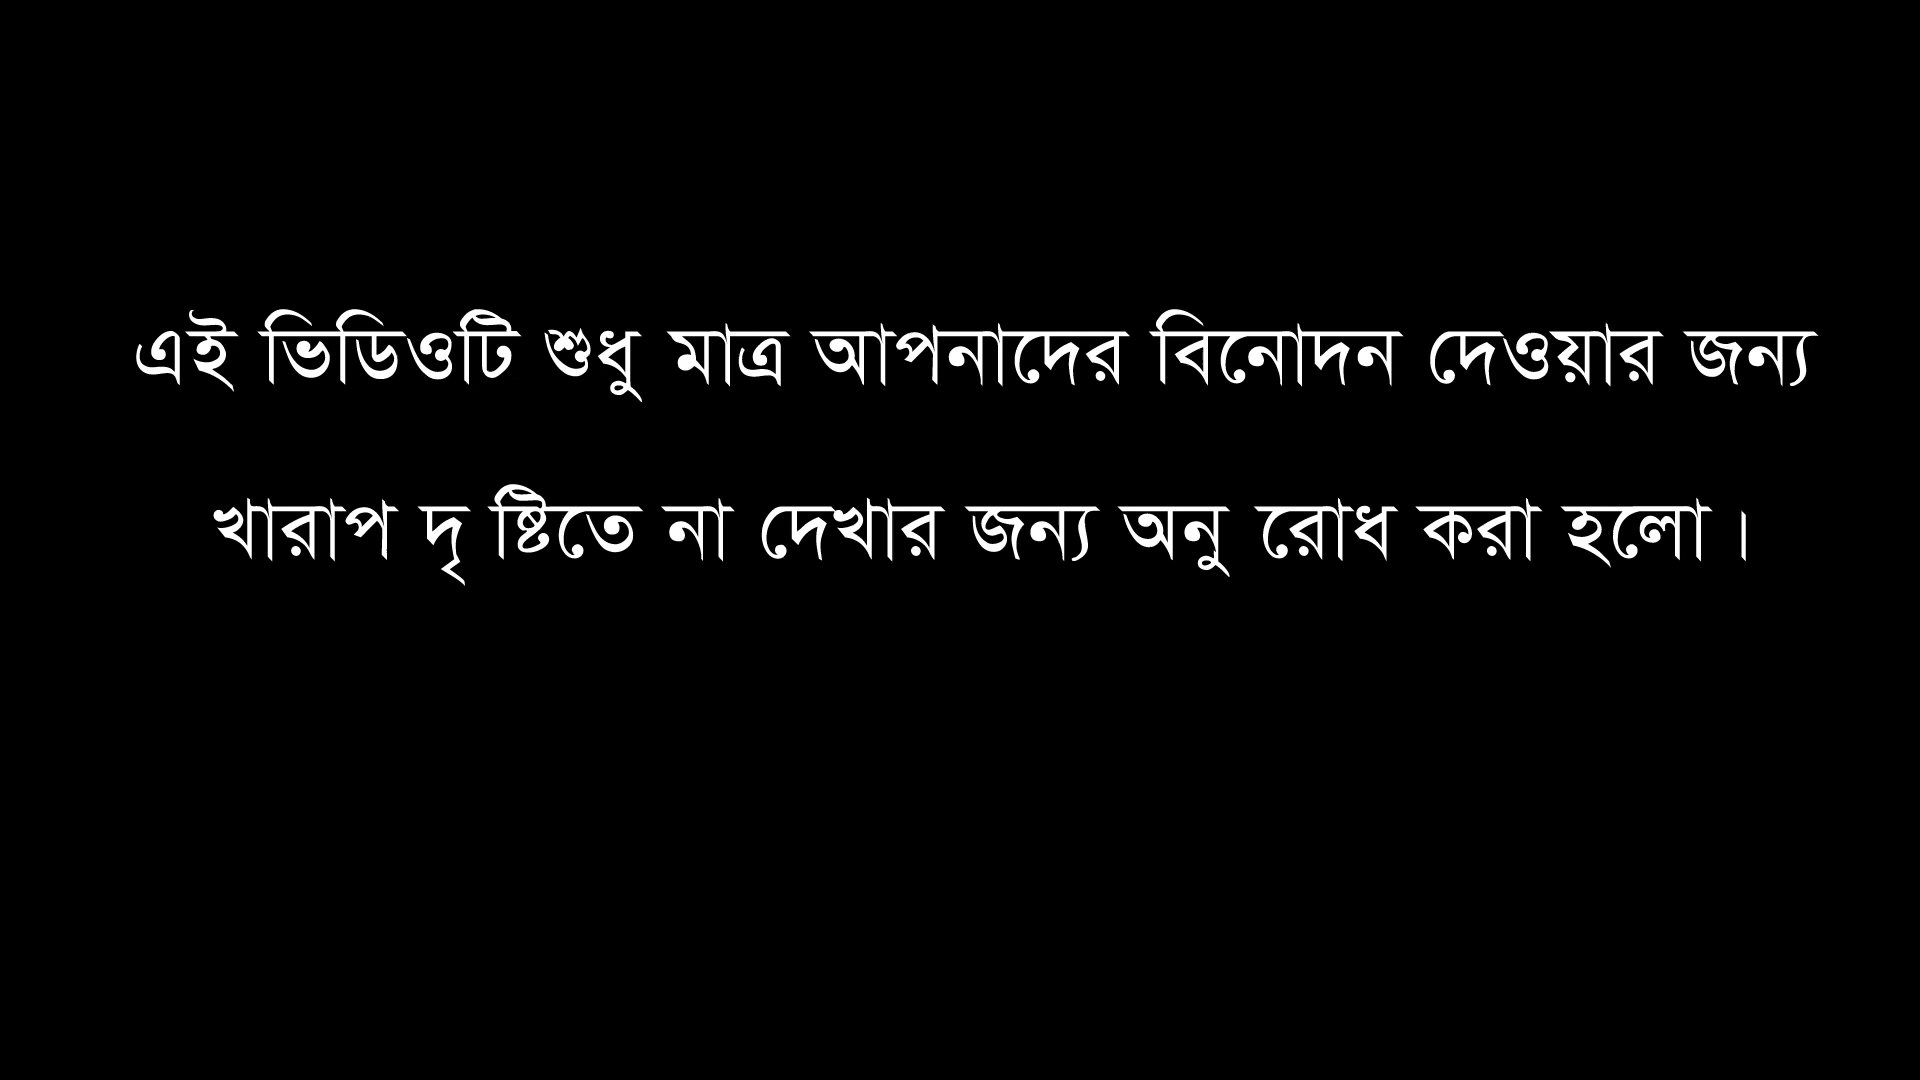 এই ভিডিওটি শুধু মাত্র আপনাদের বিনোদন দেওয়ার জন্য
খারাপ দৃ ষ্টিতে না দেখার জন্য অনু রোধ করা হলো।